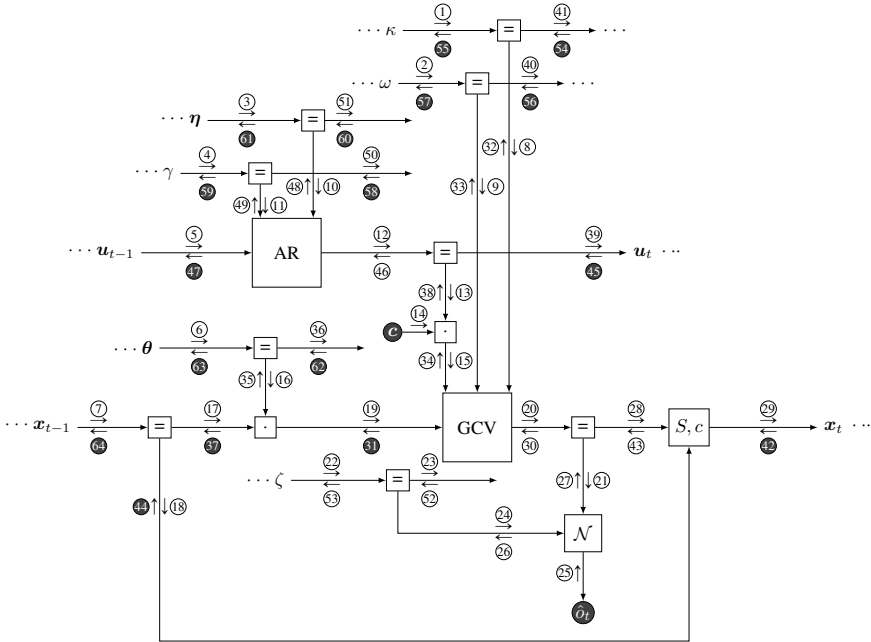 1 41
··· κ = ···
55 54
2 40
··· ω = ···
57 56
3 51
··· η =
61 60
32 8
4 50
··· γ =
59 48 10 58
33 9
49 11
5 12 39
··· u_{t−1} AR = u_t ···
47 46 45
38 13
14
c ·
6 36
··· θ =
63 62
34 15
35 16
7 17 19 20 28 29
··· x_{t−1} = · GCV = S, c x_t ···
64 37 31 30 43 42
22 23
··· ζ =
53 52
27 21
44 18
24
N
26
25
ô_t